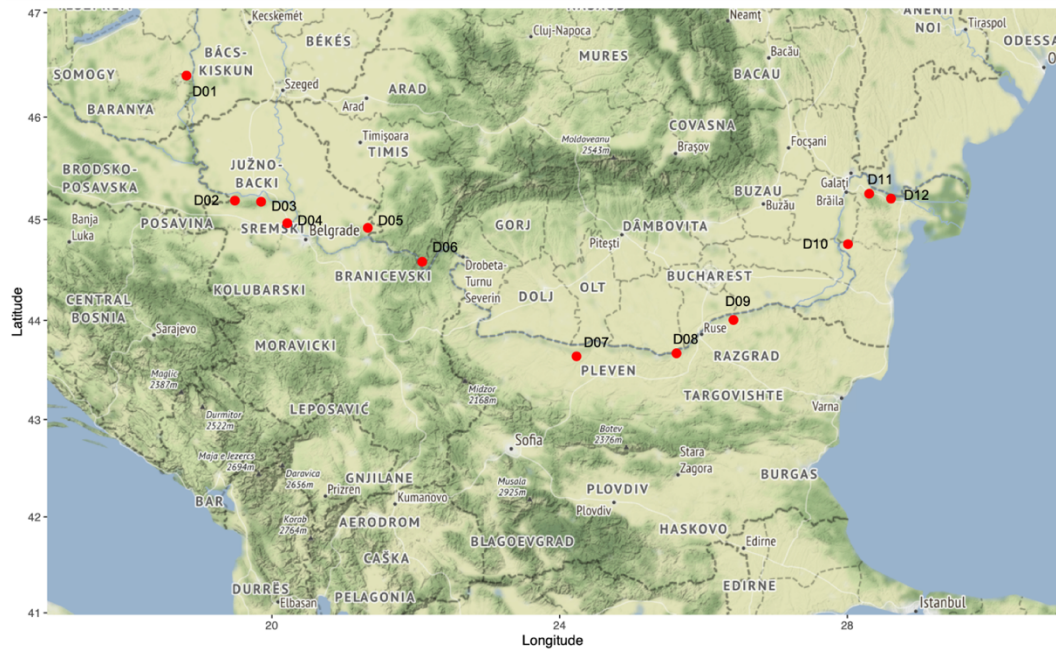 47
Kecskemét
Neamţ
ANENII
NOI
Tiraspol
Cluj-Napoca
ODESSA
BÉKÉS
BÁCS-
KISKUN
MURES
Bacău
BACAU
SOMOGY
D01
Szeged
ARAD
Arad
46
BARANYA
COVASNA
Timişoara
TIMIS
Moldoveanu
2543m
Braşov
Focşani
BRODSKO-
POSAVSKA
JUŽNO-
BACKI
BUZAU
Buzău
Galăţi
Brăila
D11
D12
D02
D03
45
Banja
Luka
POSAVINA
D04
SREMSKI
Belgrade
D05
GORJ
DÂMBOVITA
Piteşti
D10
D06
BRANICEVSKI
Drobeta-
Turnu
Severin
KOLUBARSKI
DOLJ
OLT
BUCHAREST
CENTRAL
BOSNIA
D09
44
Sarajevo
Ruse
MORAVICKI
D07
D08
PLEVEN
RAZGRAD
Maglic
2387m
Midzor
2168m
TARGOVISHTE
Varna
LEPOSAVIĆ
Durmitor
2522m
43
Botev
2376m
Sofia
Stara
Zagora
Maja e Jezercs
2694m
Daravica
2656m
GNJILANE
Musala
2925m
BURGAS
Prizren
Kumanovo
PLOVDIV
Plovdiv
BAR
42
Korab
2764m
AERODROM
BLAGOEVGRAD
HASKOVO
Edirne
ČAŠKA
EDIRNE
DURRËS
Elbasan
PELAGONIA
Istanbul
41
20
24
28
Longitude
Latitude